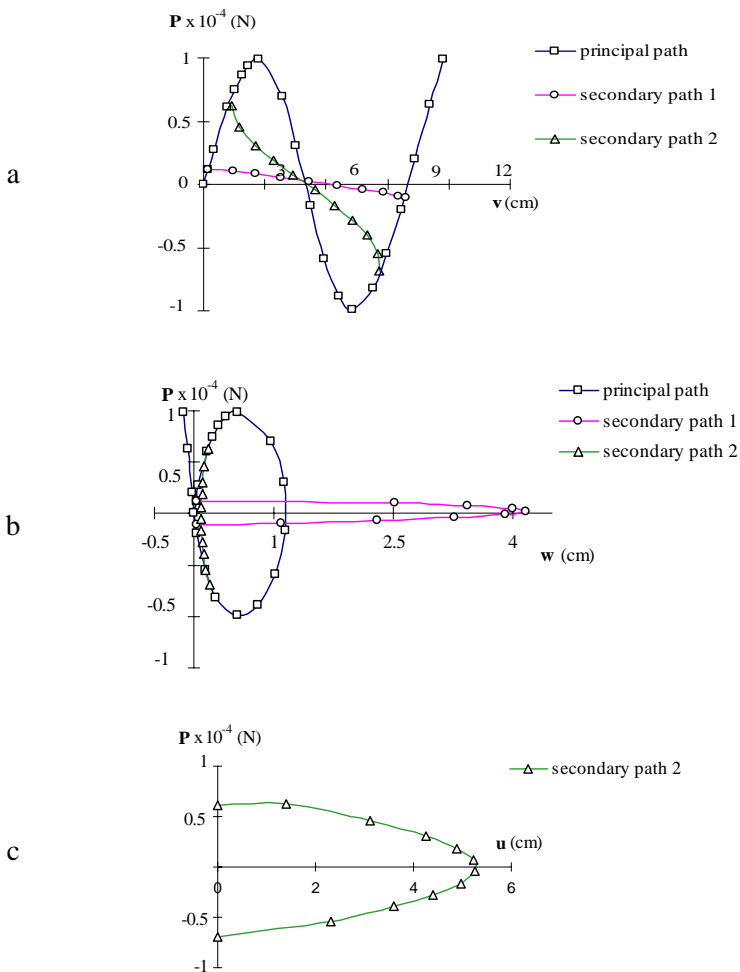 P x 10-4 (N)
principal path
secondary path 1
secondary path 2
1
0.5
0
-0.5
-1
3
6
9
12
v (cm)
a
P x 10-4 (N)
principal path
secondary path 1
secondary path 2
1
0.5
-0.5
-1
-0.5
1
2.5
4
w (cm)
b
P x 10-4 (N)
secondary path 2
1
0.5
0
-0.5
-1
2
4
6
u (cm)
c